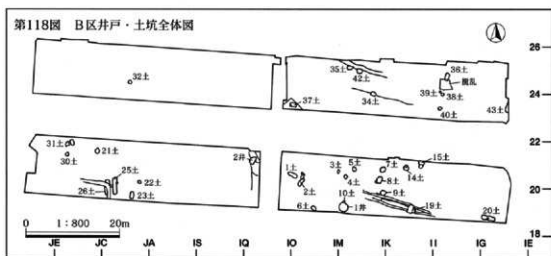 第118図 B区井戸・土坑全体図
26
35土
36土
32土
42土
攪乱
39土
38土
24
37土
34土
40土
43土
22
31土
21土
2井
5土
7土
15土
30土
1土
3土
25土
4土
14土
22土
2土
8土
20
26土
23土
10土
9土
6土
1井
19土
20土
0 1:800 20m
18
JE JC JA IS IQ IO IM IK II IG IE